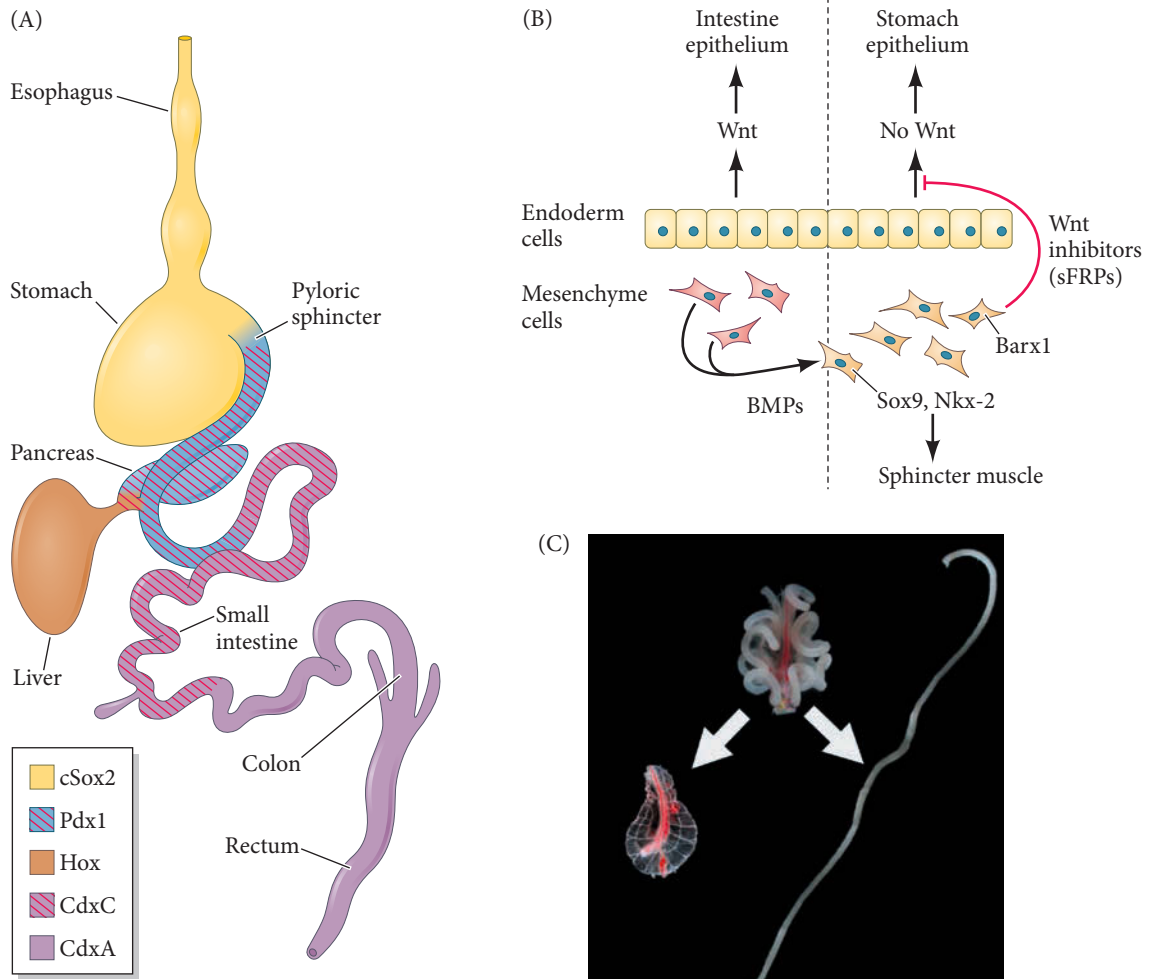 (A)
Esophagus
Stomach
Pyloric
sphincter
Pancreas
Small
intestine
Liver
Colon
Rectum
cSox2
Pdx1
Hox
CdxC
CdxA
(B)
Intestine
epithelium
Stomach
epithelium
Wnt
No Wnt
Endoderm
cells
Wnt
inhibitors
(sFRPs)
Mesenchyme
cells
Barx1
BMPs
Sox9, Nkx-2
Sphincter muscle
(C)